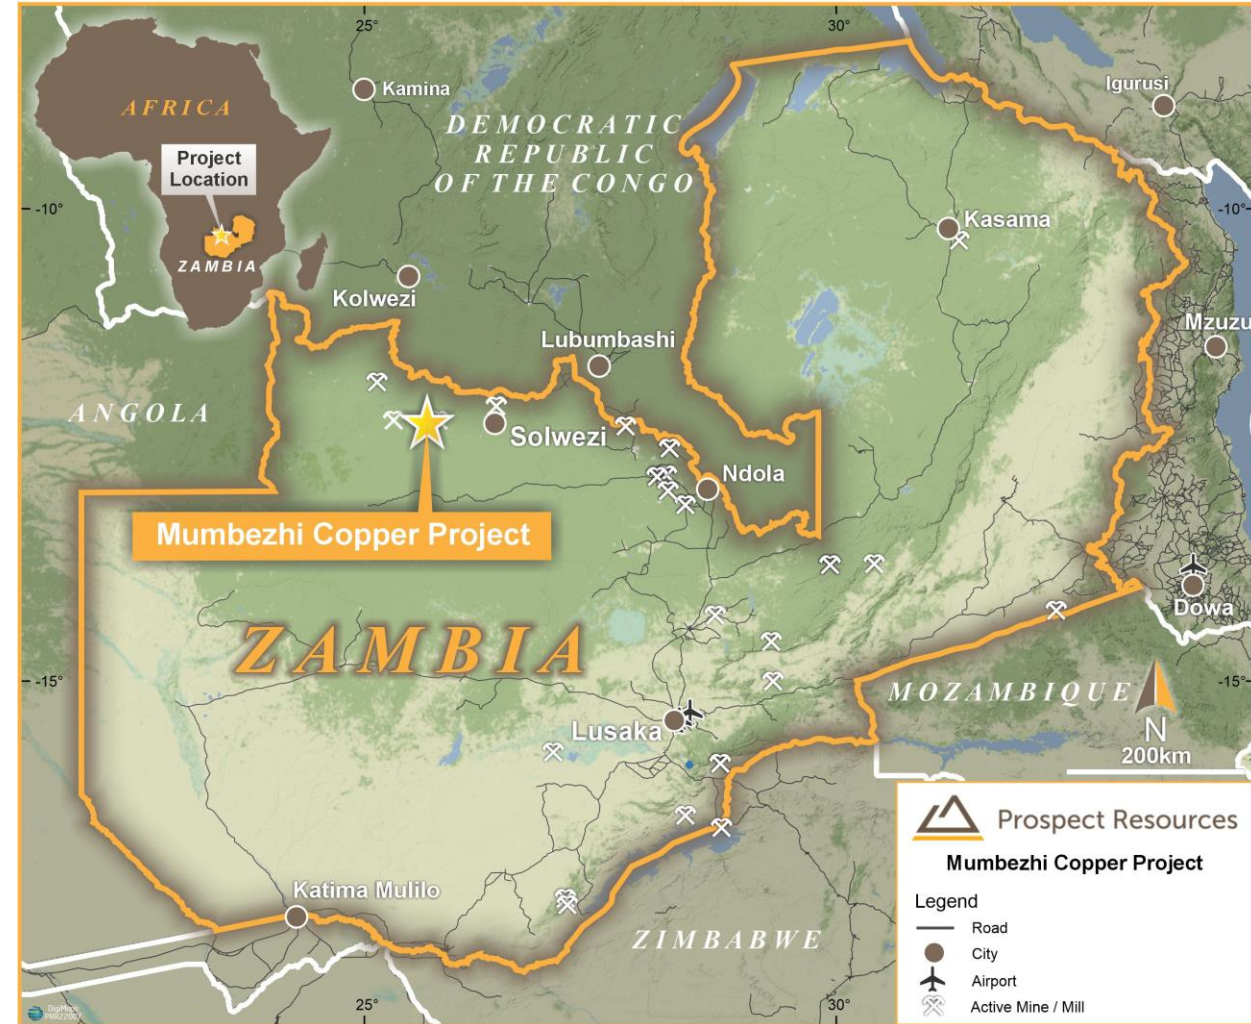 25°
30°
Kamina
Igurusi
AFRICA
DEMOCRATIC
REPUBLIC
OF THE CONGO
Project
Location
-10°
-10°
Kasama
ZAMBIA
Kolwezi
Lubumbashi
Mzuzu
ANGOLA
Solwezi
Ndola
Mumbezhi Copper Project
Dowa
ZAMBIA
-15°
-15°
MOZAMBIQUE
N
200km
Lusaka
Prospect Resources
Mumbezhi Copper Project
Katima Mulilo
Legend
Road
ZIMBABWE
City
Airport
Active Mine / Mill
25°
30°
DigiMaps
PRR22007